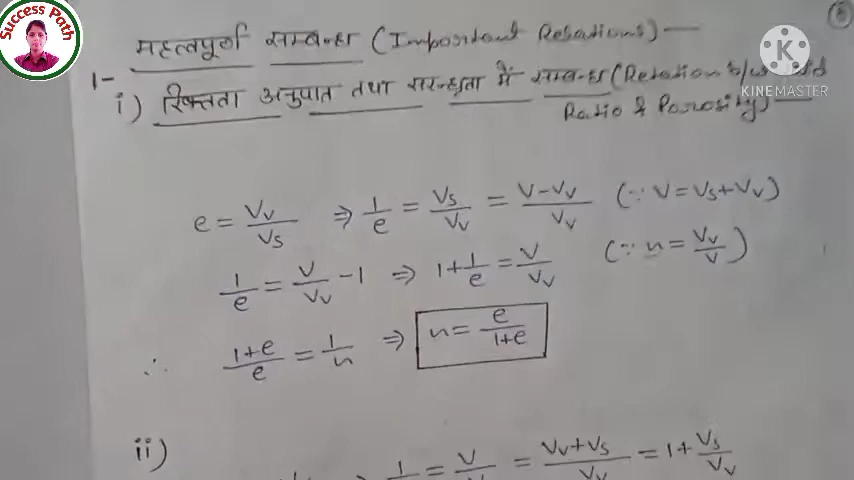 Success Path
6
महत्वपूर्ण सम्बन्ध (Important Relations) —
1- i) रिक्तता अनुपात तथा सरन्ध्रता में सम्बन्ध (Relation b/w Void
Ratio & Porosity) —
KINEMASTER
e = Vv/Vs ⇒ 1/e = Vs/Vv = V-Vv/Vv (∵ V = Vs + Vv)
1/e = V/Vv - 1 ⇒ 1 + 1/e = V/Vv (∵ n = Vv/V)
∴ 1+e/e = 1/n ⇒ n = e/1+e
ii)
1 = V = Vv+Vs/Vv = 1 + Vs/Vv